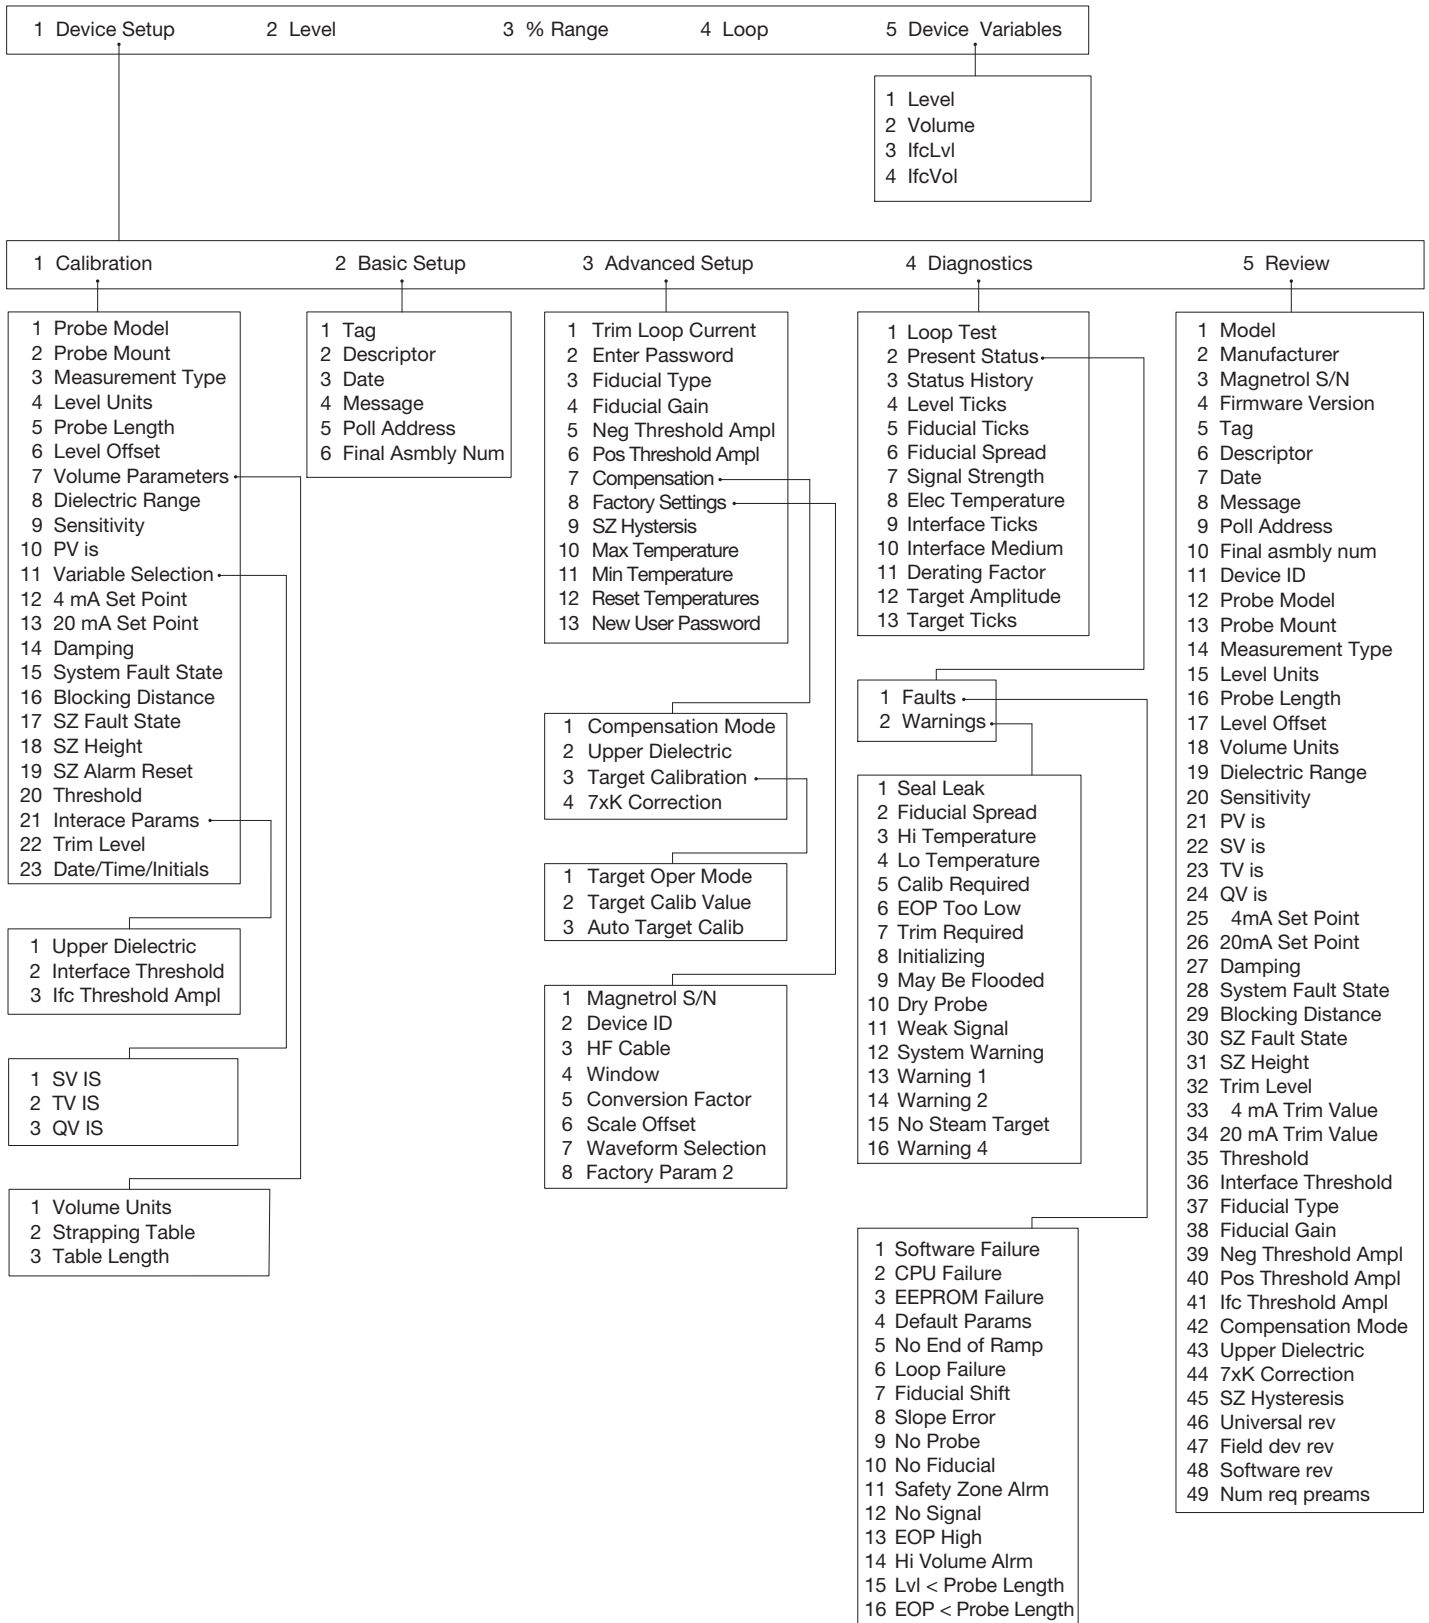 1 Device Setup
2 Level
3 % Range
4 Loop
5 Device Variables
1 Level
2 Volume
3 IfcLvl
4 IfcVol
1 Calibration
2 Basic Setup
3 Advanced Setup
4 Diagnostics
5 Review
1 Probe Model
2 Probe Mount
3 Measurement Type
4 Level Units
5 Probe Length
6 Level Offset
7 Volume Parameters
8 Dielectric Range
9 Sensitivity
10 PV is
11 Variable Selection
12 4 mA Set Point
13 20 mA Set Point
14 Damping
15 System Fault State
16 Blocking Distance
17 SZ Fault State
18 SZ Height
19 SZ Alarm Reset
20 Threshold
21 Interace Params
22 Trim Level
23 Date/Time/Initials
1 Upper Dielectric
2 Interface Threshold
3 Ifc Threshold Ampl
1 SV IS
2 TV IS
3 QV IS
1 Volume Units
2 Strapping Table
3 Table Length
1 Tag
2 Descriptor
3 Date
4 Message
5 Poll Address
6 Final Asmbly Num
1 Trim Loop Current
2 Enter Password
3 Fiducial Type
4 Fiducial Gain
5 Neg Threshold Ampl
6 Pos Threshold Ampl
7 Compensation
8 Factory Settings
9 SZ Hystersis
10 Max Temperature
11 Min Temperature
12 Reset Temperatures
13 New User Password
1 Compensation Mode
2 Upper Dielectric
3 Target Calibration
4 7xK Correction
1 Target Oper Mode
2 Target Calib Value
3 Auto Target Calib
1 Magnetrol S/N
2 Device ID
3 HF Cable
4 Window
5 Conversion Factor
6 Scale Offset
7 Waveform Selection
8 Factory Param 2
1 Loop Test
2 Present Status
3 Status History
4 Level Ticks
5 Fiducial Ticks
6 Fiducial Spread
7 Signal Strength
8 Elec Temperature
9 Interface Ticks
10 Interface Medium
11 Derating Factor
12 Target Amplitude
13 Target Ticks
1 Faults
2 Warnings
1 Seal Leak
2 Fiducial Spread
3 Hi Temperature
4 Lo Temperature
5 Calib Required
6 EOP Too Low
7 Trim Required
8 Initializing
9 May Be Flooded
10 Dry Probe
11 Weak Signal
12 System Warning
13 Warning 1
14 Warning 2
15 No Steam Target
16 Warning 4
1 Software Failure
2 CPU Failure
3 EEPROM Failure
4 Default Params
5 No End of Ramp
6 Loop Failure
7 Fiducial Shift
8 Slope Error
9 No Probe
10 No Fiducial
11 Safety Zone Alrm
12 No Signal
13 EOP High
14 Hi Volume Alrm
15 Lvl < Probe Length
16 EOP < Probe Length
1 Model
2 Manufacturer
3 Magnetrol S/N
4 Firmware Version
5 Tag
6 Descriptor
7 Date
8 Message
9 Poll Address
10 Final asmbly num
11 Device ID
12 Probe Model
13 Probe Mount
14 Measurement Type
15 Level Units
16 Probe Length
17 Level Offset
18 Volume Units
19 Dielectric Range
20 Sensitivity
21 PV is
22 SV is
23 TV is
24 QV is
25 4mA Set Point
26 20mA Set Point
27 Damping
28 System Fault State
29 Blocking Distance
30 SZ Fault State
31 SZ Height
32 Trim Level
33 4 mA Trim Value
34 20 mA Trim Value
35 Threshold
36 Interface Threshold
37 Fiducial Type
38 Fiducial Gain
39 Neg Threshold Ampl
40 Pos Threshold Ampl
41 Ifc Threshold Ampl
42 Compensation Mode
43 Upper Dielectric
44 7xK Correction
45 SZ Hysteresis
46 Universal rev
47 Field dev rev
48 Software rev
49 Num req preams